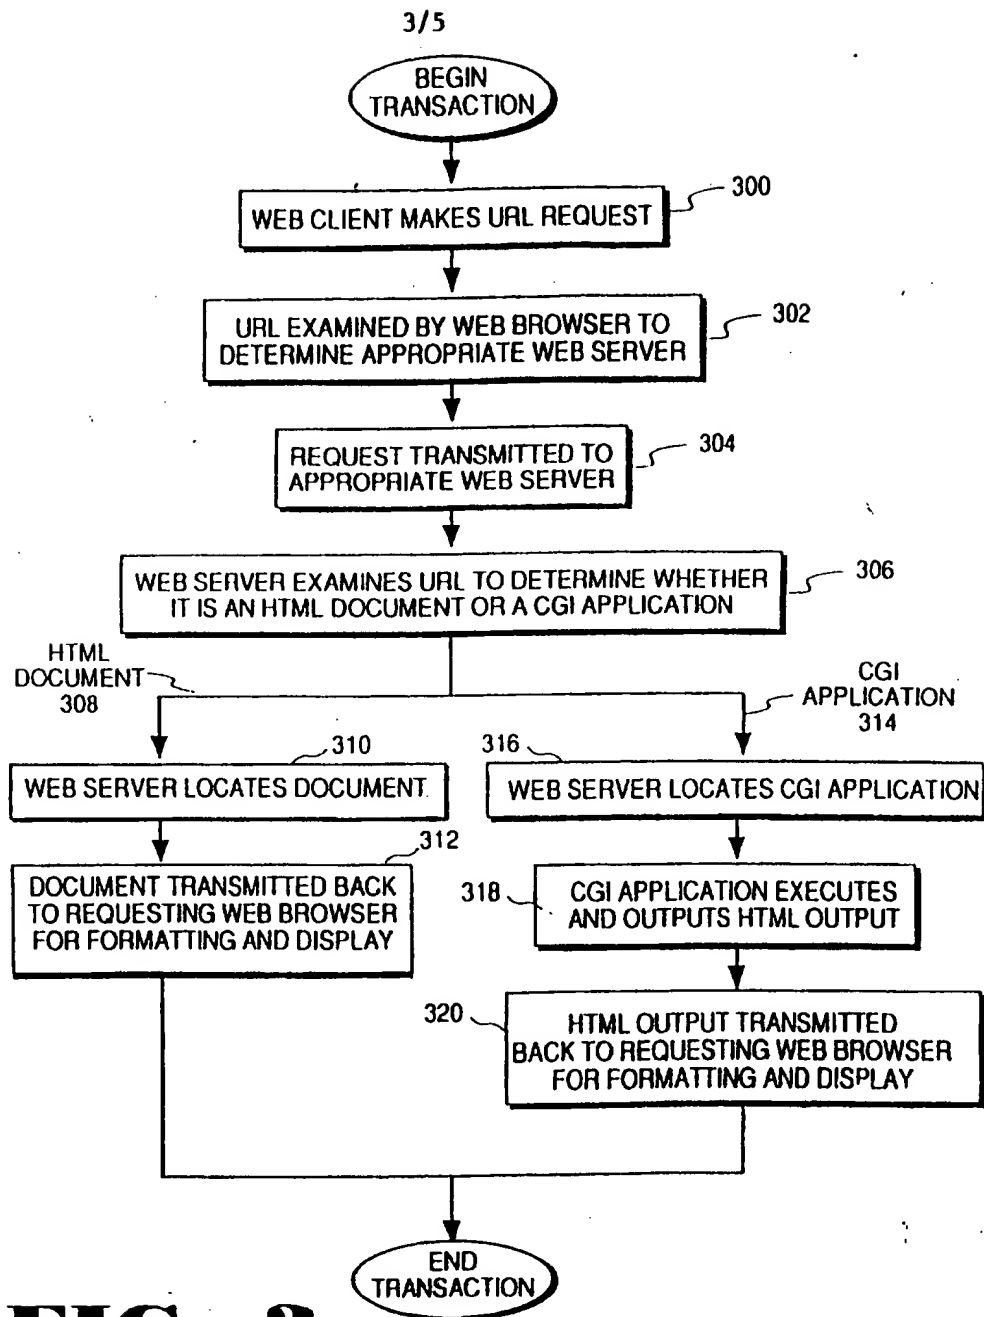 3/5
BEGIN
TRANSACTION
300
WEB CLIENT MAKES URL REQUEST
302
URL EXAMINED BY WEB BROWSER TO
DETERMINE APPROPRIATE WEB SERVER
304
REQUEST TRANSMITTED TO
APPROPRIATE WEB SERVER
306
WEB SERVER EXAMINES URL TO DETERMINE WHETHER
IT IS AN HTML DOCUMENT OR A CGI APPLICATION
HTML
DOCUMENT
308
CGI
APPLICATION
314
310
WEB SERVER LOCATES DOCUMENT
312
DOCUMENT TRANSMITTED BACK
TO REQUESTING WEB BROWSER
FOR FORMATTING AND DISPLAY
316
WEB SERVER LOCATES CGI APPLICATION
318
CGI APPLICATION EXECUTES
AND OUTPUTS HTML OUTPUT
320
HTML OUTPUT TRANSMITTED
BACK TO REQUESTING WEB BROWSER
FOR FORMATTING AND DISPLAY
END
TRANSACTION
FIG. 3